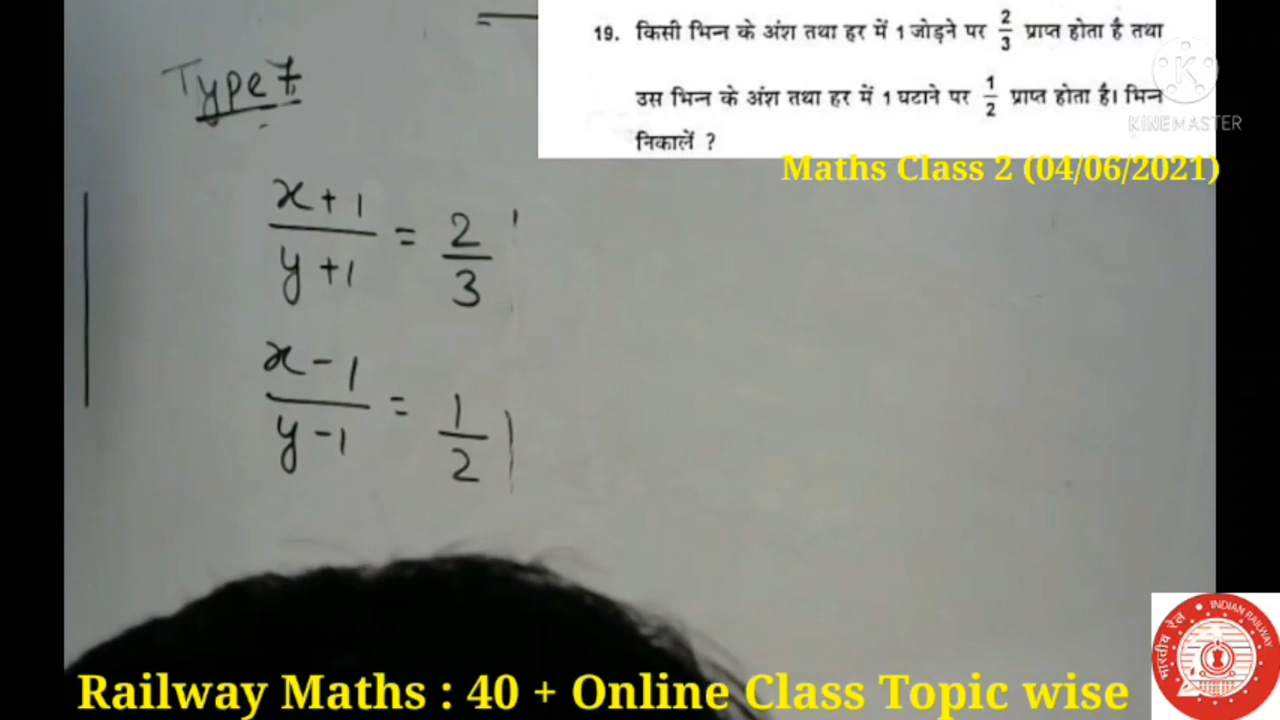 19. किसी भिन्न के अंश तथा हर में 1 जोड़ने पर 2/3 प्राप्त होता है तथा
उस भिन्न के अंश तथा हर में 1 घटाने पर 1/2 प्राप्त होता है। भिन्न
निकालें ?
KINEMASTER
Maths Class 2 (04/06/2021)
Type 7
x+1/y+1 = 2/3
x-1/y-1 = 1/2
Railway Maths : 40 + Online Class Topic wise
भारतीय रेल
INDIAN RAILWAY